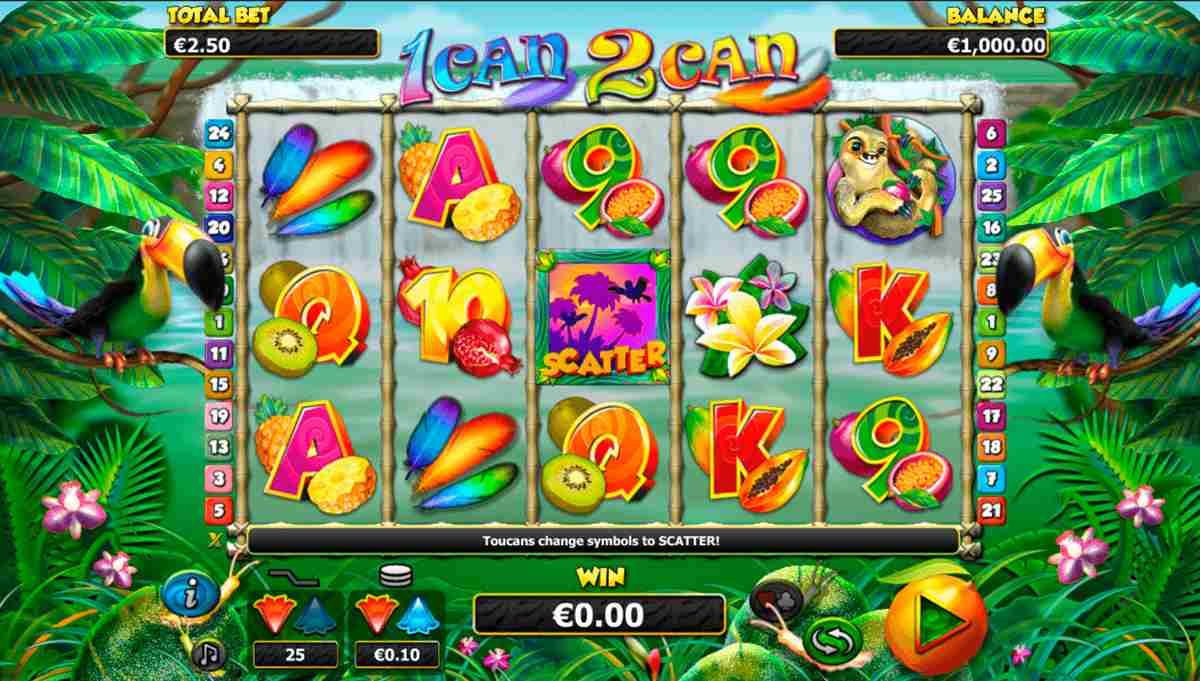 TOTAL BET
€2.50
1 CAN 2 CAN
BALANCE
€1,000.00
24
4
12
20
1
11
15
19
13
3
5
A
9
9
Q
10
SCATTER
K
A
Q
K
9
6
2
25
16
23
8
1
9
22
17
18
7
21
Toucans change symbols to SCATTER!
WIN
€0.00
i
25
€0.10